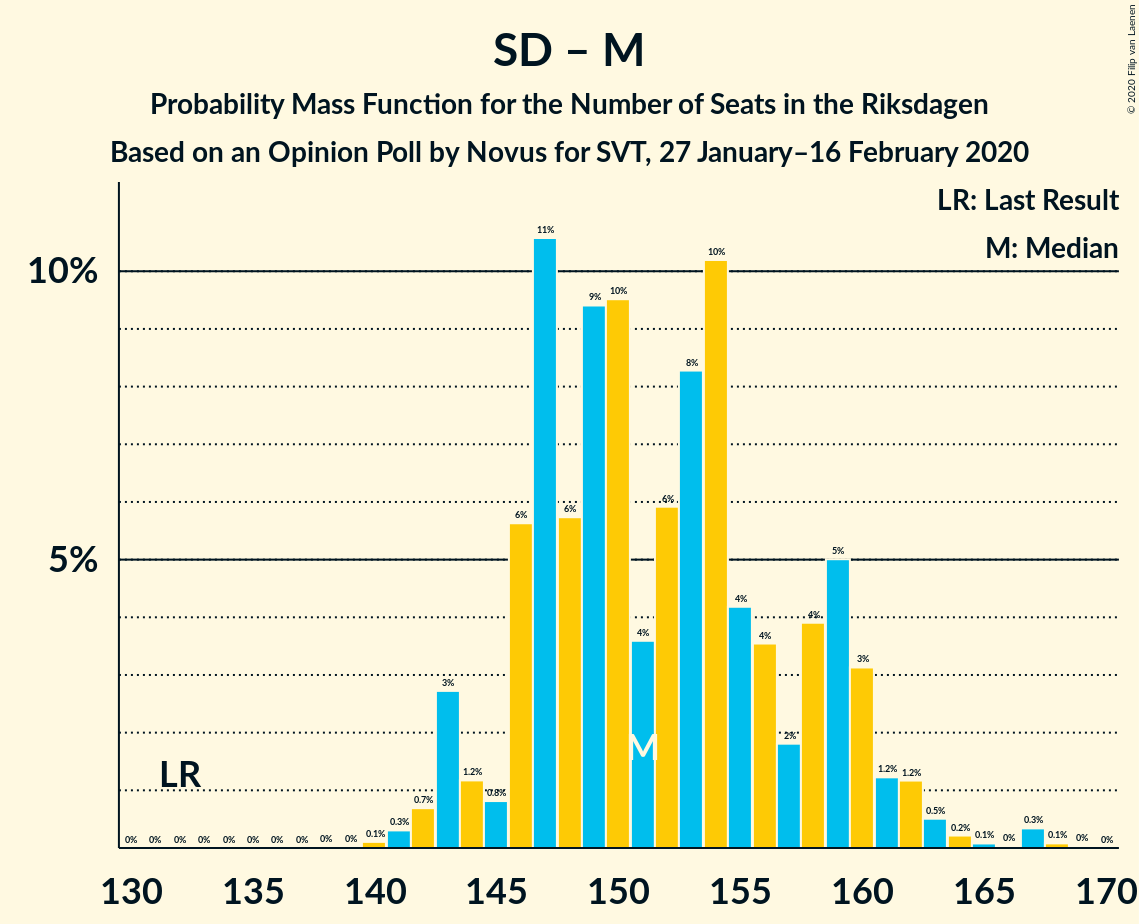 SD – M
Probability Mass Function for the Number of Seats in the Riksdagen
Based on an Opinion Poll by Novus for SVT, 27 January–16 February 2020
© 2020 Filip van Laenen
LR: Last Result
M: Median
10%
5%
LR
M
0% 0% 0% 0% 0% 0% 0% 0% 0% 0% 0.1% 0.3% 0.7% 3% 1.2% 0.8% 6% 11% 6% 9% 10% 4% 6% 8% 10% 4% 4% 2% 4% 5% 3% 1.2% 1.2% 0.5% 0.2% 0.1% 0% 0.3% 0.1% 0% 0%
130 135 140 145 150 155 160 165 170